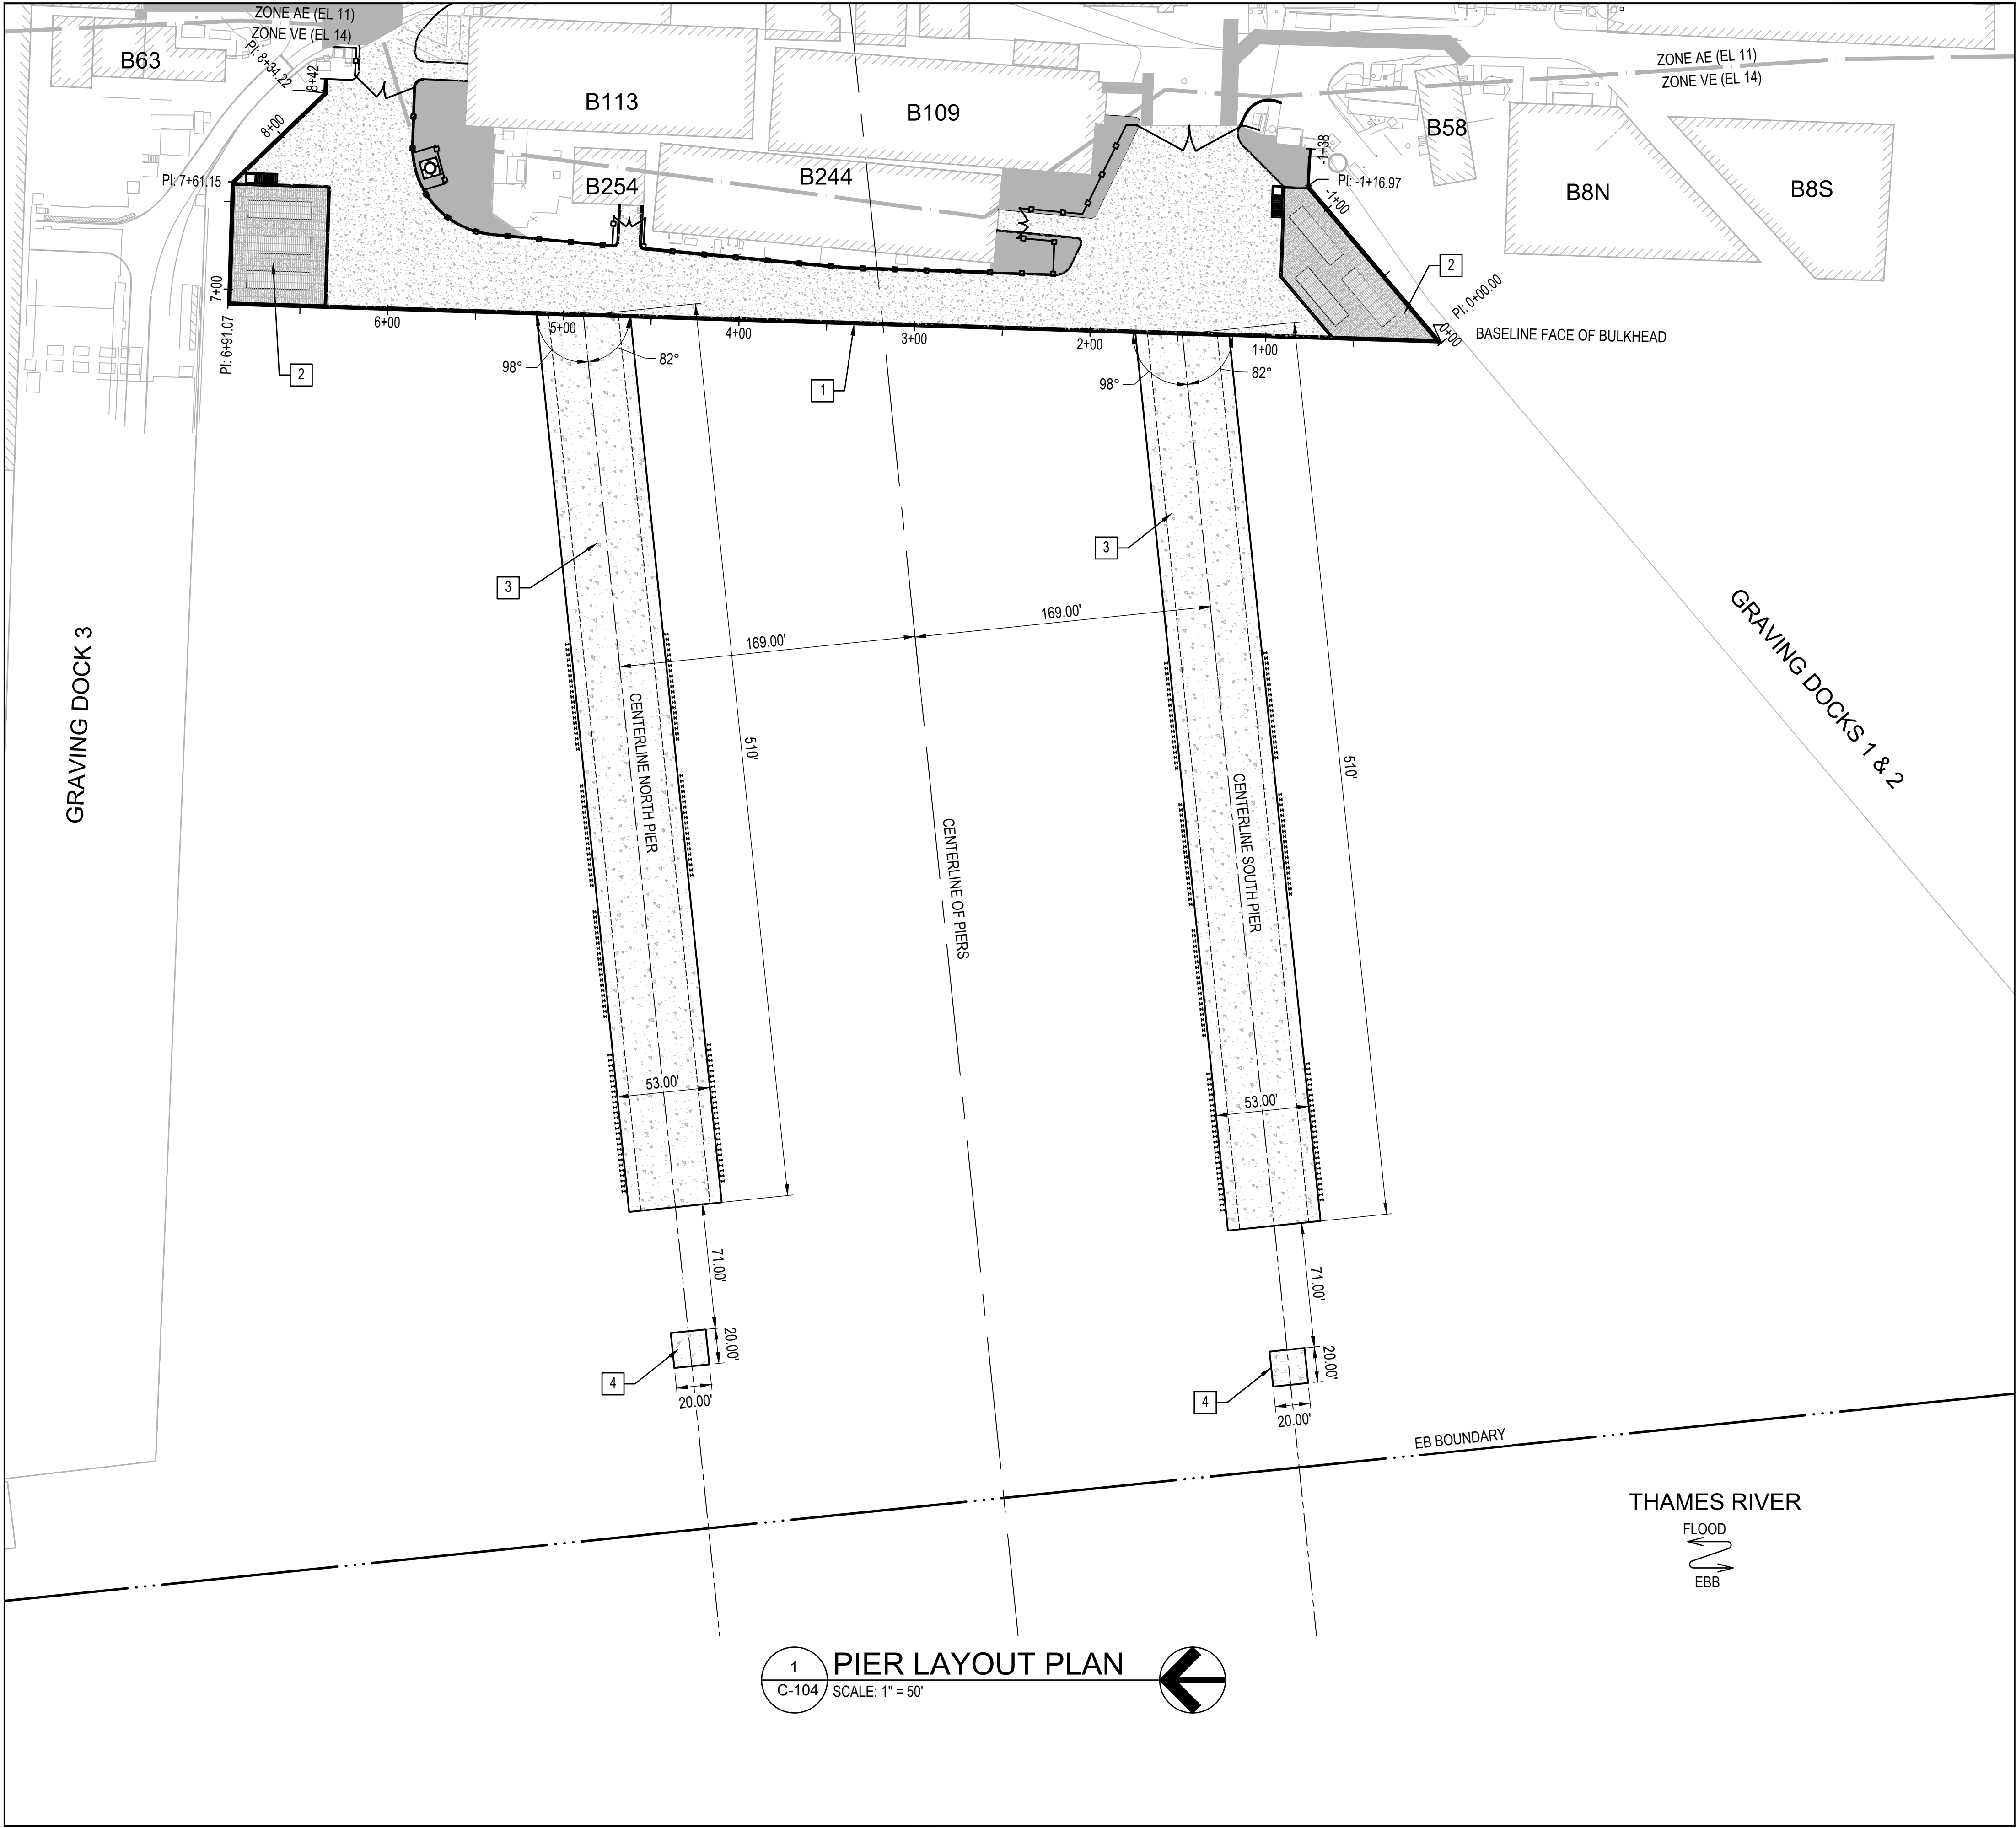 ZONE AE (EL 11)
ZONE VE (EL 14)
B63
PI: 8+34.22
8+42
8+00
PI: 7+61.15
7+00
PI: 6+91.07
B113
B109
B254
B244
ZONE AE (EL 11)
ZONE VE (EL 14)
B58
B8N
B8S
-1+38
PI: -1+16.97
-1+00
2
PI: 0+00.00
0+00
BASELINE FACE OF BULKHEAD
6+00
5+00
4+00
3+00
2+00
1+00
2
98°
82°
1
98°
82°
3
3
169.00'
169.00'
GRAVING DOCK 3
GRAVING DOCKS 1 & 2
CENTERLINE NORTH PIER
510'
CENTERLINE OF PIERS
CENTERLINE SOUTH PIER
510'
53.00'
53.00'
71.00'
71.00'
20.00'
20.00'
4
20.00'
4
20.00'
EB BOUNDARY
THAMES RIVER
FLOOD
EBB
1
C-104
PIER LAYOUT PLAN
SCALE: 1" = 50'